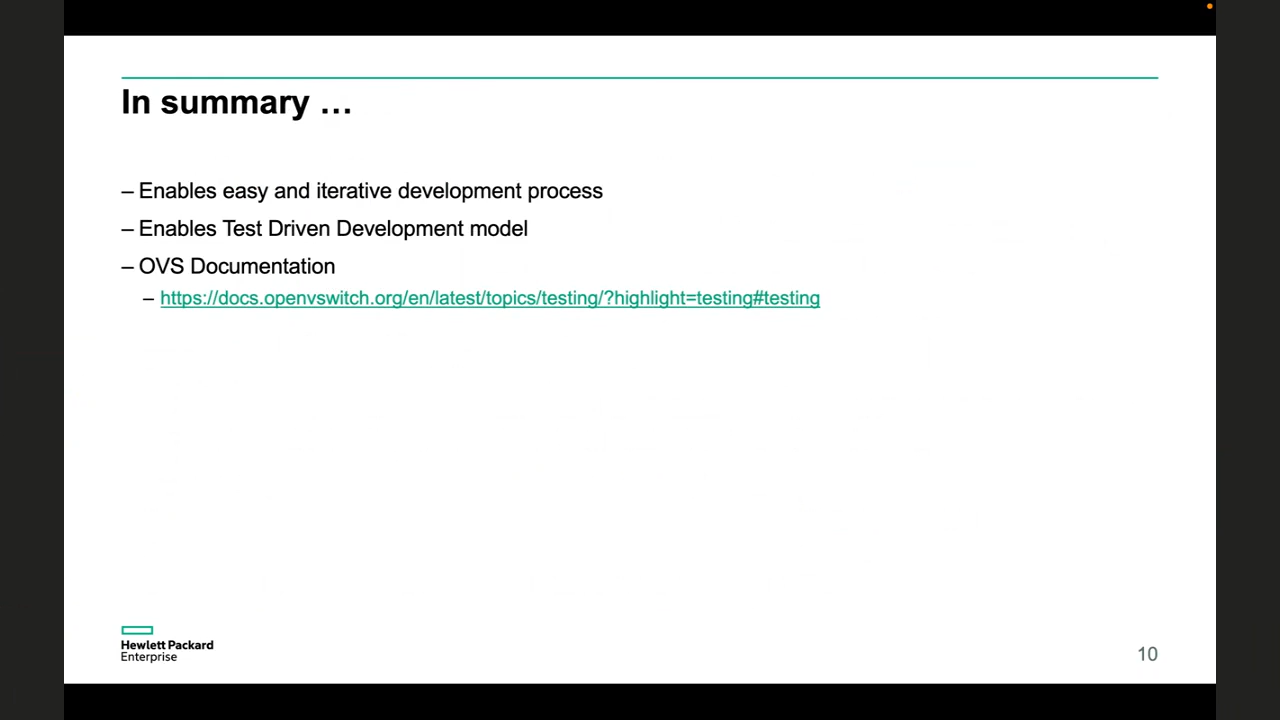 In summary …
– Enables easy and iterative development process
– Enables Test Driven Development model
– OVS Documentation
– https://docs.openvswitch.org/en/latest/topics/testing/?highlight=testing#testing
Hewlett Packard
Enterprise
10